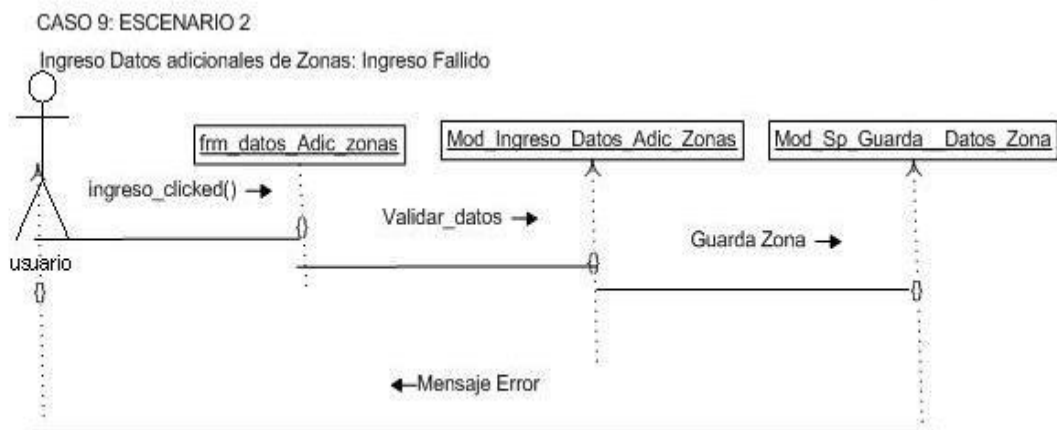 CASO 9: ESCENARIO 2
Ingreso Datos adicionales de Zonas: Ingreso Fallido
frm_datos_Adic_zonas
Mod_Ingreso_Datos_Adic_Zonas
Mod_Sp_Guarda__Datos_Zona
ingreso_clicked()
Validar_datos
Guarda Zona
usuario
{}
{}
{}
{}
Mensaje Error